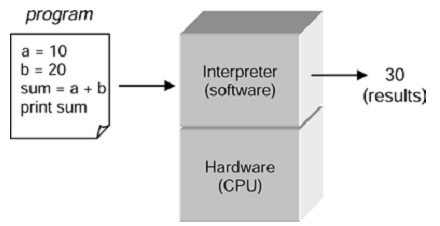 program
a = 10
b = 20
sum = a + b
print sum
Interpreter
(software)
30
(results)
Hardware
(CPU)